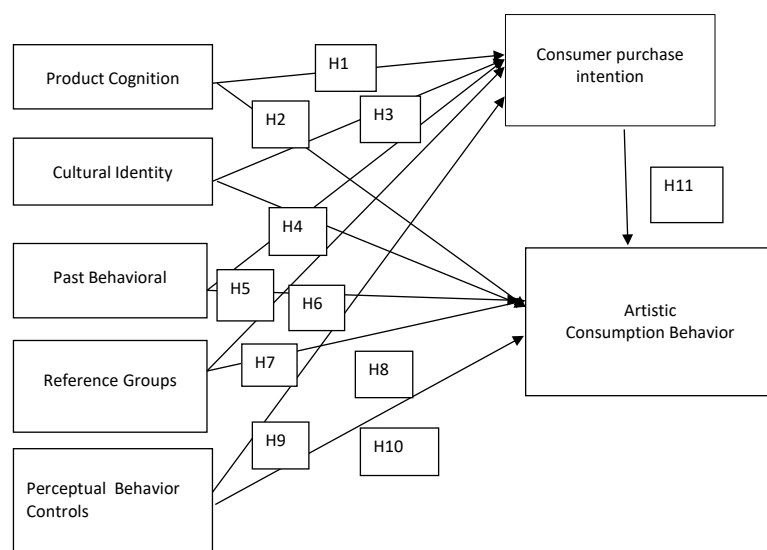 Product Cognition
H1
Consumer purchase
intention
H2
H3
Cultural Identity
H11
H4
Past Behavioral
H5
H6
Artistic
Consumption Behavior
Reference Groups
H7
H8
H9
H10
Perceptual Behavior
Controls